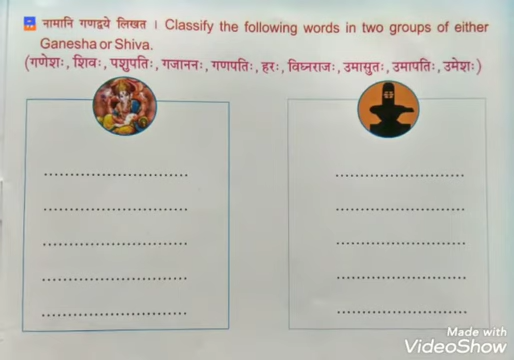 नामानि गणद्वये लिखत । Classify the following words in two groups of either
Ganesha or Shiva.
(गणेशः, शिवः, पशुपतिः, गजाननः, गणपतिः, हरः, विघ्नराजः, उमासुतः, उमापतिः, उमेशः)
Made with
VideoShow